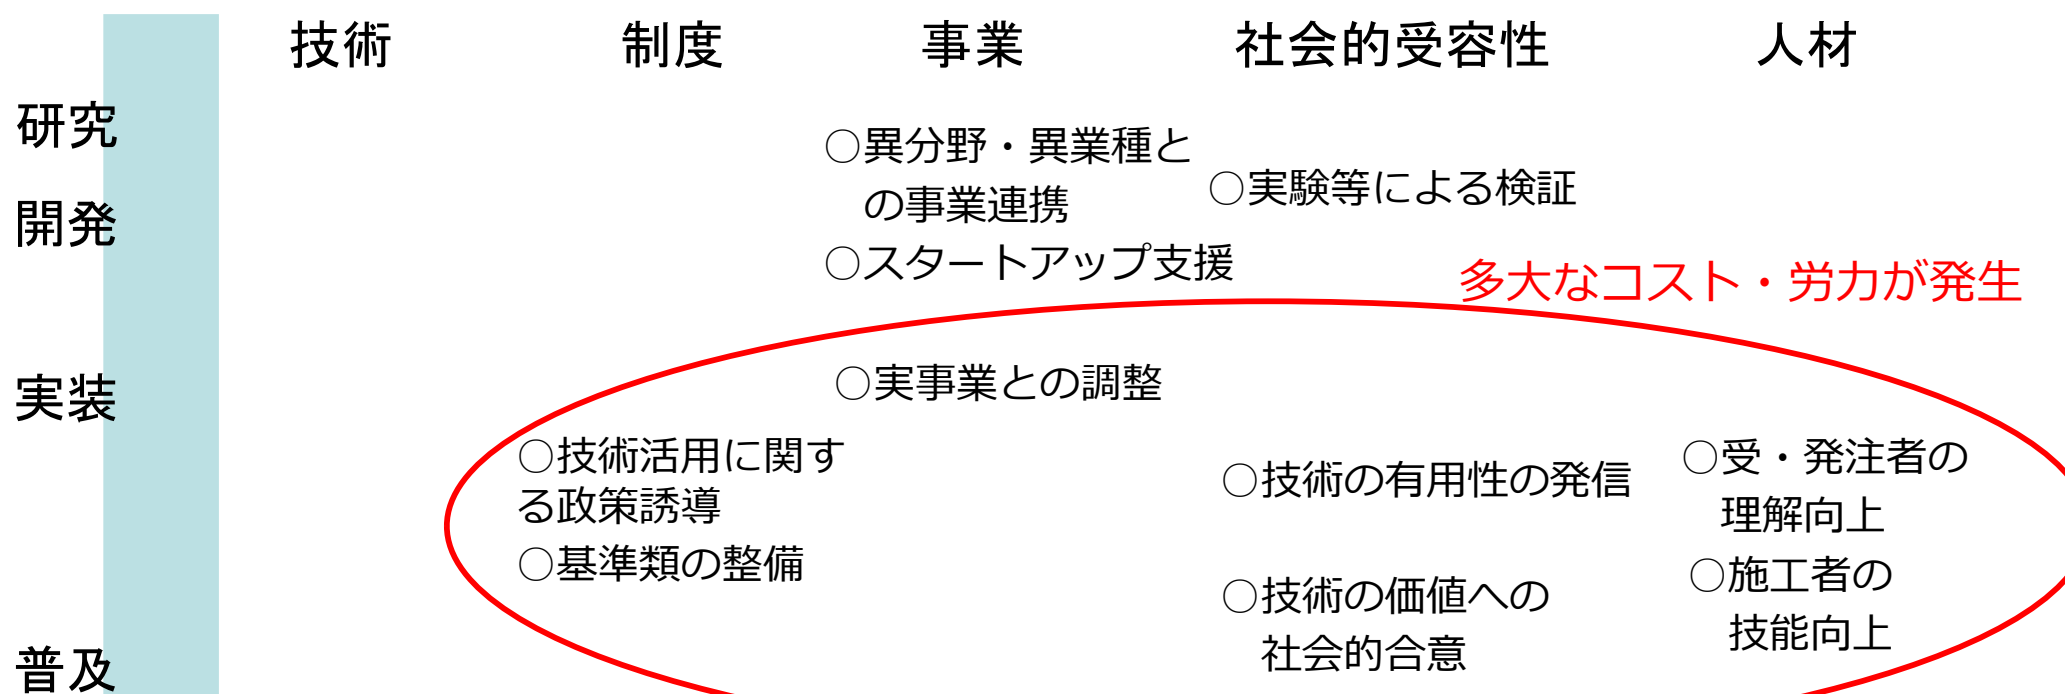 技術 制度 事業 社会的受容性 人材
研究
○異分野・異業種と
の事業連携
○実験等による検証
開発
○スタートアップ支援
多大なコスト・労力が発生
実装
○実事業との調整
○技術活用に関す
る政策誘導
○基準類の整備
○技術の有用性の発信
○技術の価値への
社会的合意
○受・発注者の
理解向上
○施工者の
技能向上
普及